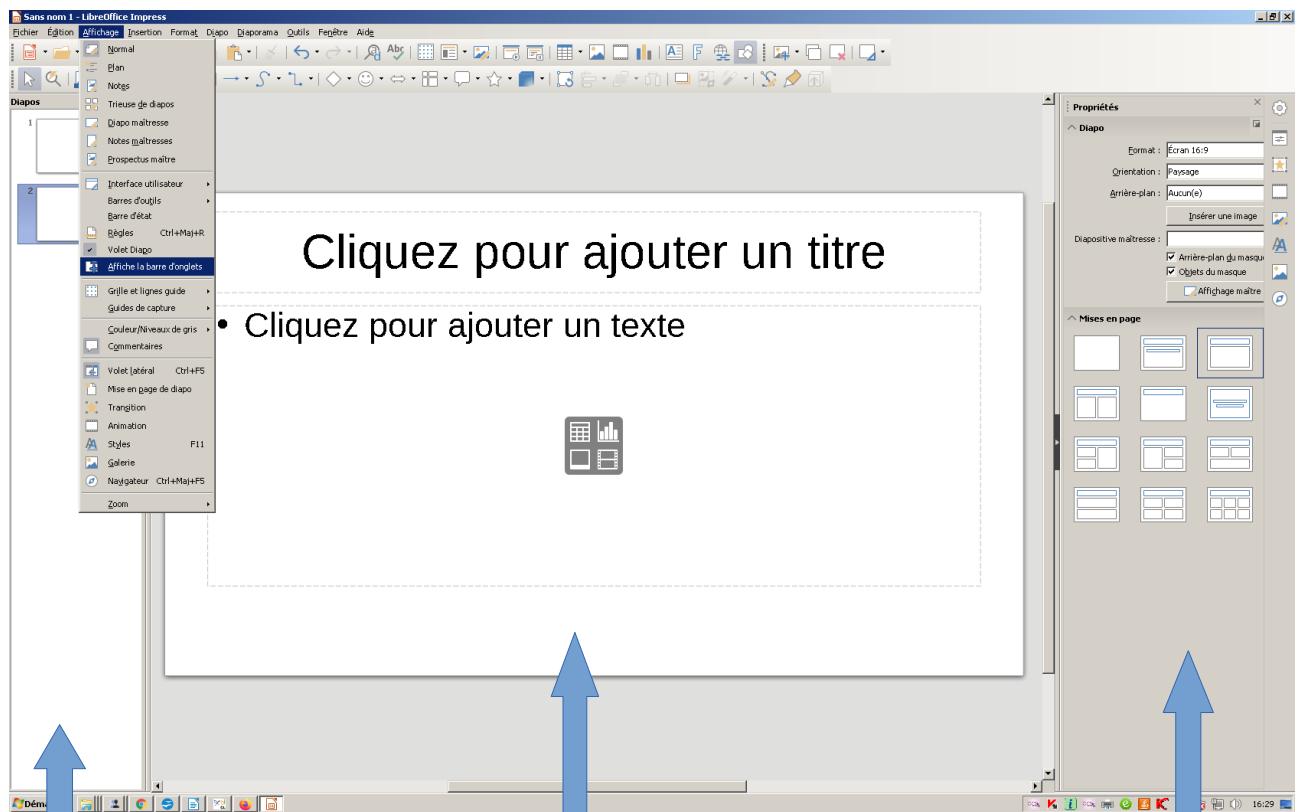 Sans nom 1 - LibreOffice Impress
Fichier Édition Affichage Insertion Format Diapo Diaporama Outils Fenêtre Aide
Normal
Plan
Notes
Trieuse de diapos
Diapo maîtresse
Notes maîtresses
Prospectus maître
Interface utilisateur
Barres d'outils
Barre d'état
Règles Ctrl+Maj+R
Volet Diapo
Affiche la barre d'onglets
Grille et lignes guide
Guides de capture
Couleur/Niveaux de gris
Commentaires
Volet latéral Ctrl+F5
Mise en page de diapo
Transition
Animation
Styles F11
Galerie
Navigateur Ctrl+Maj+F5
Zoom
Diapos
1
2
Cliquez pour ajouter un titre
• Cliquez pour ajouter un texte
Propriétés
Diapo
Format : Écran 16:9
Orientation : Paysage
Arrière-plan : Aucun(e)
Insérer une image
Diapositive maîtresse :
Arrière-plan du masqu
Objets du masque
Affichage maître
Mises en page
Déma
16:29